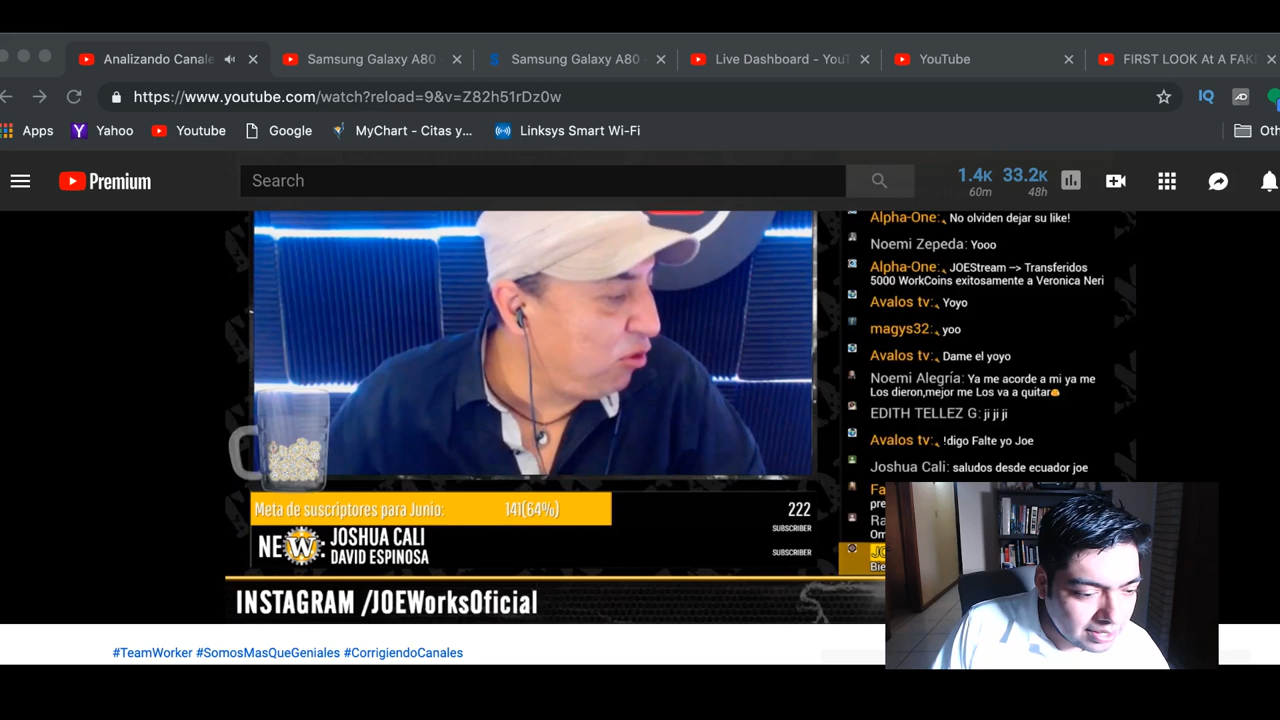 Analizando Canale
Samsung Galaxy A80
Samsung Galaxy A80
Live Dashboard - YouT
YouTube
FIRST LOOK At A FAK
https://www.youtube.com/watch?reload=9&v=Z82h51rDz0w
IQ
Apps
Yahoo
Youtube
Google
MyChart - Citas y...
Linksys Smart Wi-Fi
Oth
Premium
Search
1.4K
60m
33.2K
48h
Alpha-One: No olviden dejar su like!
Noemi Zepeda: Yooo
Alpha-One: JOEStream --> Transferidos
5000 WorkCoins exitosamente a Veronica Neri
Avalos tv: Yoyo
magys32: yoo
Avalos tv: Dame el yoyo
Noemi Alegría: Ya me acorde a mi ya me
Los dieron,mejor me Los va a quitar
EDITH TELLEZ G: ji ji ji
Avalos tv: !digo Falte yo Joe
Joshua Cali: saludos desde ecuador joe
Meta de suscriptores para Junio: 141(64%)
222
SUBSCRIBER
NEW: JOSHUA CALI
DAVID ESPINOSA
SUBSCRIBER
INSTAGRAM /JOEWorksOficial
#TeamWorker #SomosMasQueGeniales #CorrigiendoCanales